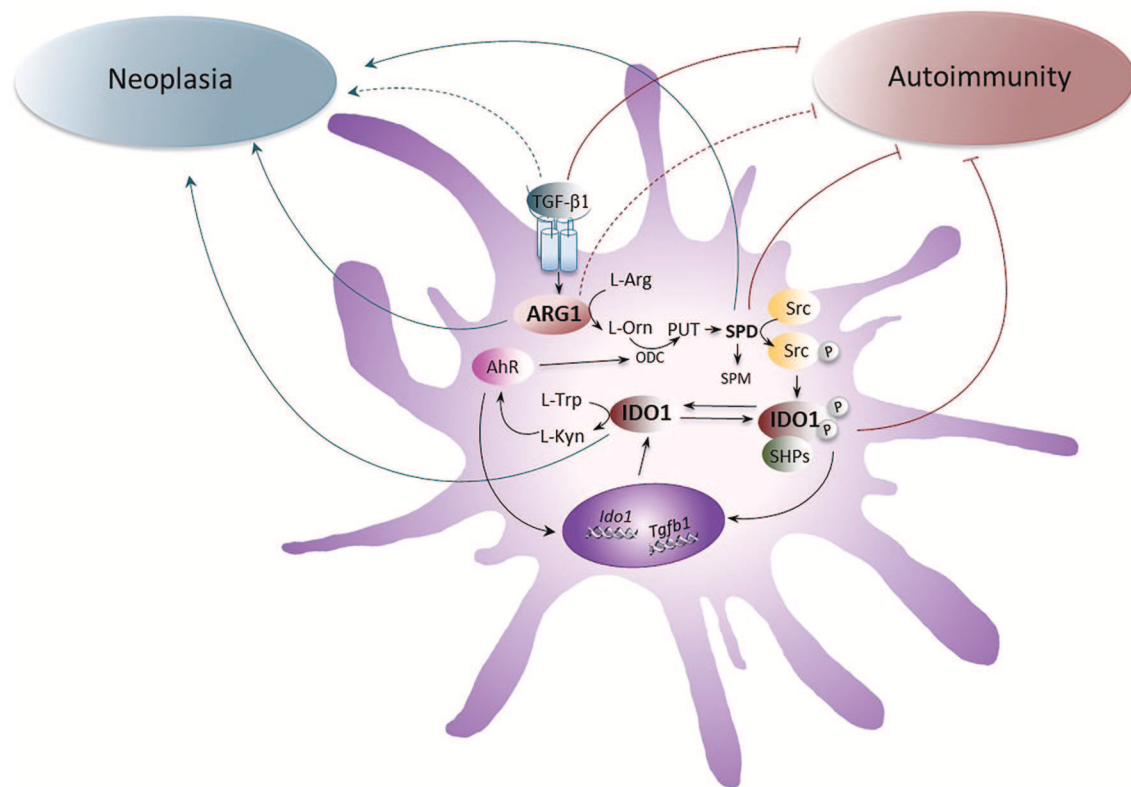 Neoplasia
Autoimmunity
TGF-β1
L-Arg
ARG1
L-Orn
PUT
SPD
Src
Src
P
ODC
SPM
AhR
L-Trp
IDO1
L-Kyn
IDO1
P
P
SHPs
Ido1
Tgfb1